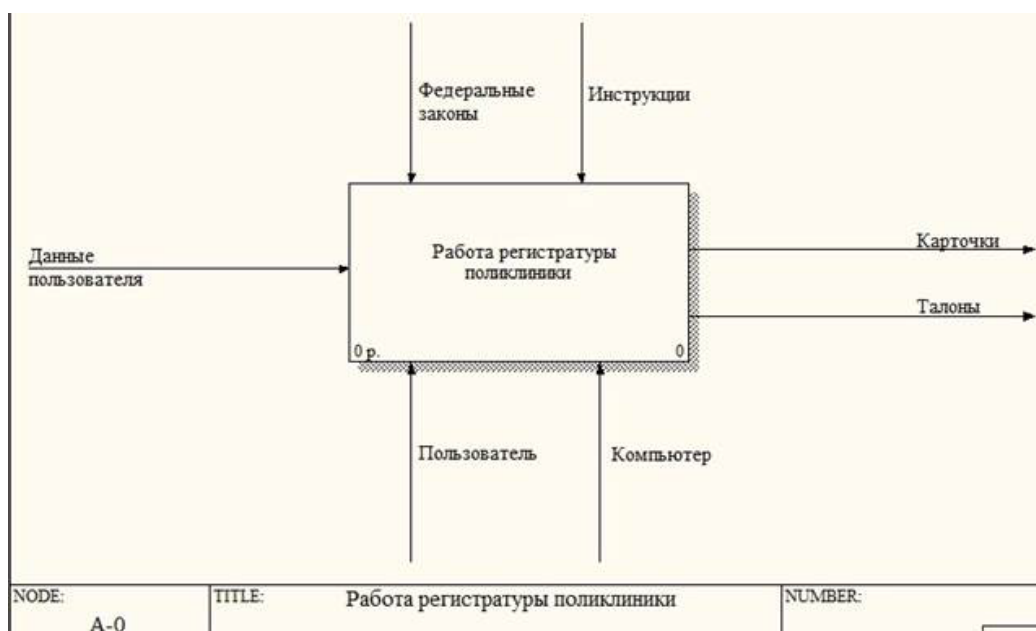 Федеральные
законы
Инструкции
Данные
пользователя
Работа регистратуры
поликлиники
Карточки
Талоны
0 р.
0
Пользователь
Компьютер
NODE:
TITLE:
Работа регистратуры поликлиники
NUMBER:
A-0